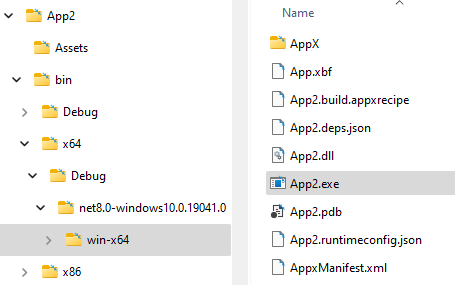 App2
Assets
bin
Debug
x64
Debug
net8.0-windows10.0.19041.0
win-x64
x86
Name
AppX
App.xbf
App2.build.appxrecipe
App2.deps.json
App2.dll
App2.exe
App2.pdb
App2.runtimeconfig.json
AppxManifest.xml